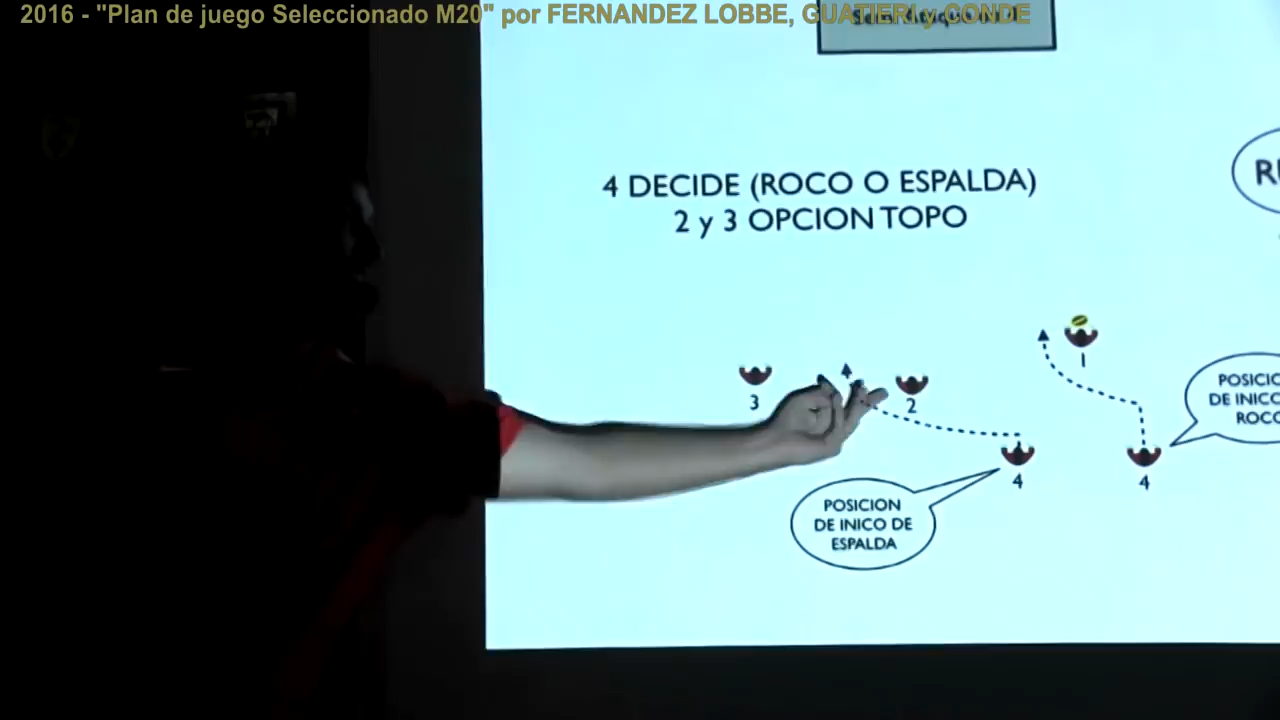 2016 - "Plan de juego Seleccionado M20" por FERNANDEZ LOBBE, GUATIERI y CONDE
4 DECIDE (ROCO O ESPALDA)
2 y 3 OPCION TOPO
1
3
2
POSICIO
DE INICO
ROCO
4
4
POSICION
DE INICO DE
ESPALDA